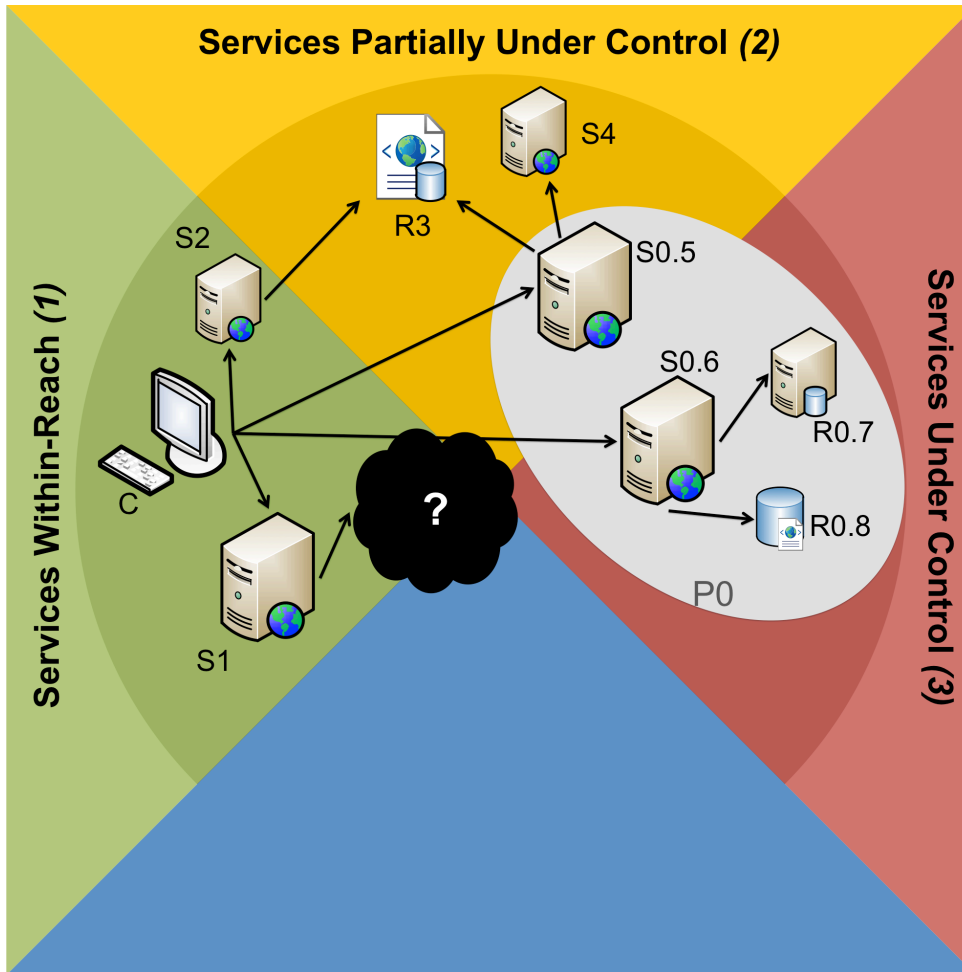 Services Partially Under Control (2)
S4
R3
S2
S0.5
Services Within-Reach (1)
Services Under Control (3)
S0.6
R0.7
C
?
R0.8
P0
S1